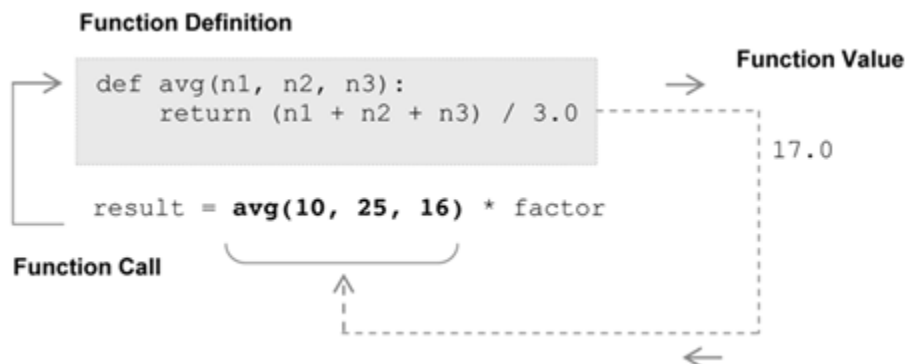 Function Definition
Function Value
def avg(n1, n2, n3):
    return (n1 + n2 + n3) / 3.0
17.0
result = avg(10, 25, 16) * factor
Function Call